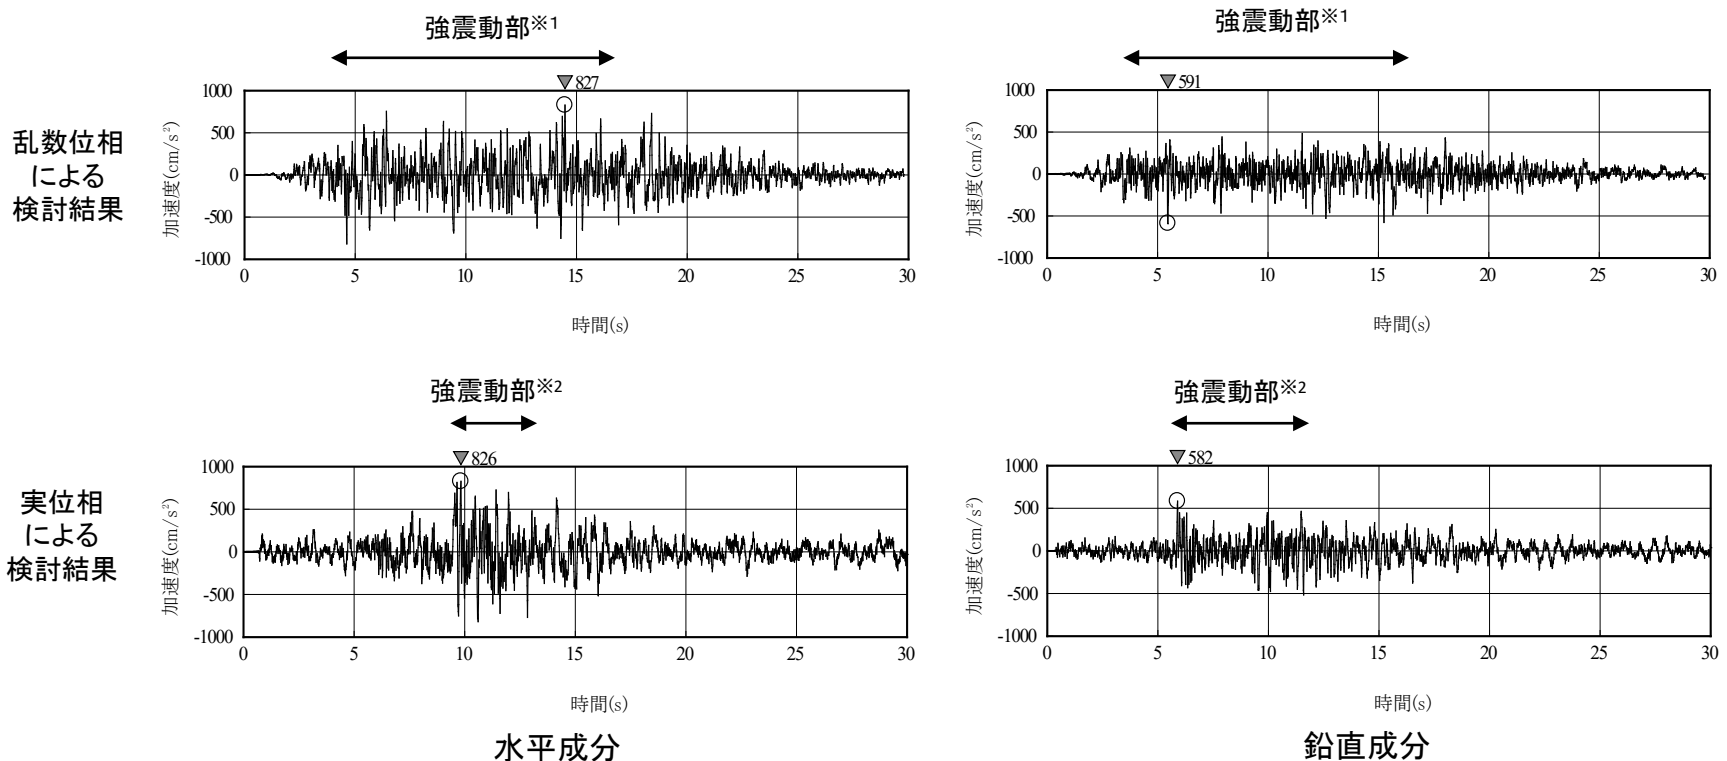 強震動部※1
強震動部※1
乱数位相
による
検討結果
▼827
1000
500
0
-500
-1000
加速度(cm/s²)
0 5 10 15 20 25 30
時間(s)
▼591
1000
500
0
-500
-1000
加速度(cm/s²)
0 5 10 15 20 25 30
時間(s)
強震動部※2
強震動部※2
実位相
による
検討結果
▼826
1000
500
0
-500
-1000
加速度(cm/s²)
0 5 10 15 20 25 30
時間(s)
▼582
1000
500
0
-500
-1000
加速度(cm/s²)
0 5 10 15 20 25 30
時間(s)
水平成分
鉛直成分